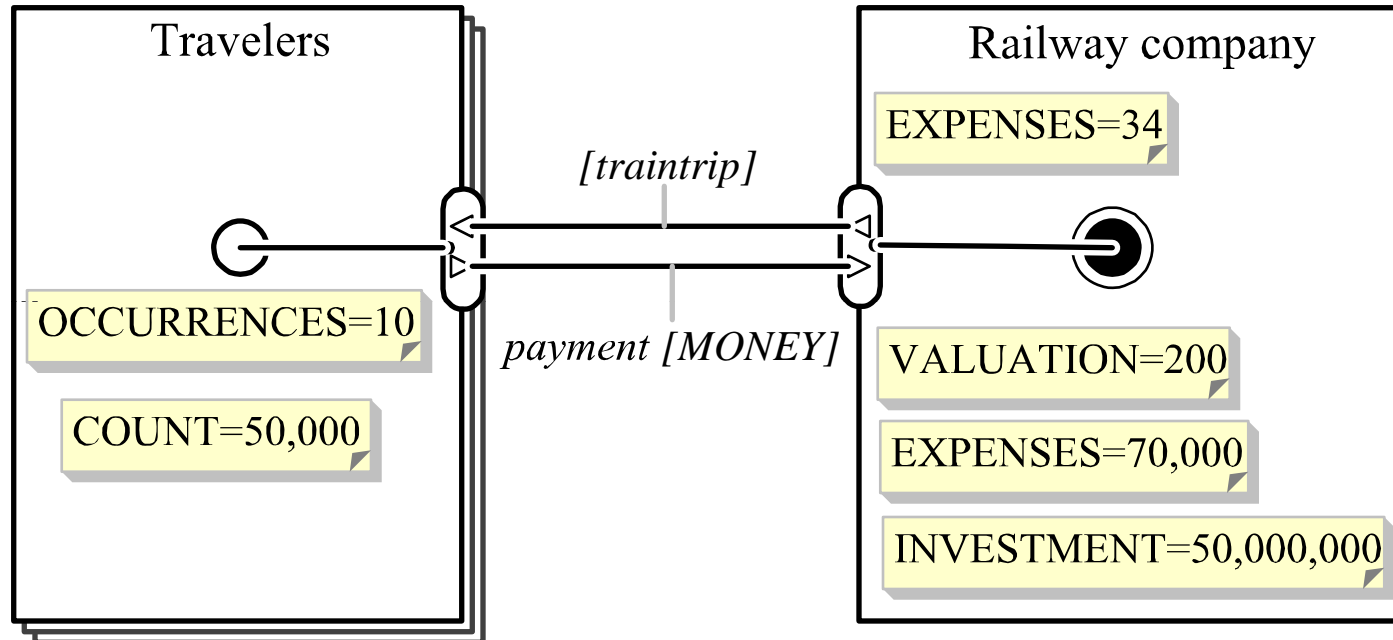 Travelers
Railway company
EXPENSES=34
[traintrip]
OCCURRENCES=10
payment [MONEY]
VALUATION=200
COUNT=50,000
EXPENSES=70,000
INVESTMENT=50,000,000